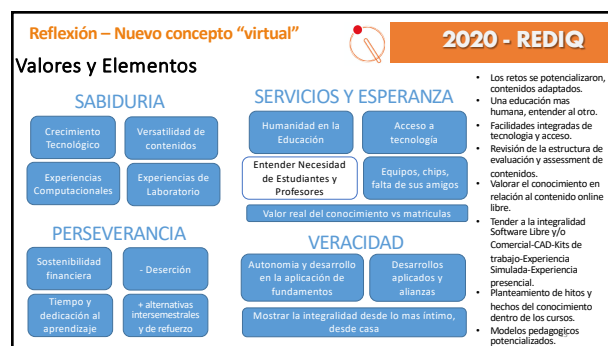 Reflexión – Nuevo concepto "virtual"
2020 - REDIQ
Valores y Elementos
SABIDURIA
Crecimiento
Tecnológico
Versatilidad de
contenidos
Experiencias
Computacionales
Experiencias de
Laboratorio
SERVICIOS Y ESPERANZA
Humanidad en la
Educación
Acceso a
tecnología
Entender Necesidad
de Estudiantes y
Profesores
Equipos, chips,
falta de sus amigos
Valor real del conocimiento vs matriculas
PERSEVERANCIA
Sostenibilidad
financiera
- Deserción
Tiempo y
dedicación al
aprendizaje
+ alternativas
intersemestrales
y de refuerzo
VERACIDAD
Autonomia y desarrollo
en la aplicación de
fundamentos
Desarrollos
aplicados y
alianzas
Mostrar la integralidad desde lo mas íntimo,
desde casa
• Los retos se potencializaron,
contenidos adaptados.
• Una educación mas
humana, entender al otro.
• Facilidades integradas de
tecnologia y acceso.
• Revisión de la estructura de
evaluación y assessment de
contenidos.
• Valorar el conocimiento en
relación al contenido online
libre.
• Tender a la integralidad
Software Libre y/o
Comercial-CAD-Kits de
trabajo-Experiencia
Simulada-Experiencia
presencial.
• Planteamiento de hitos y
hechos del conocimiento
dentro de los cursos.
• Modelos pedagogicos
potencializados.